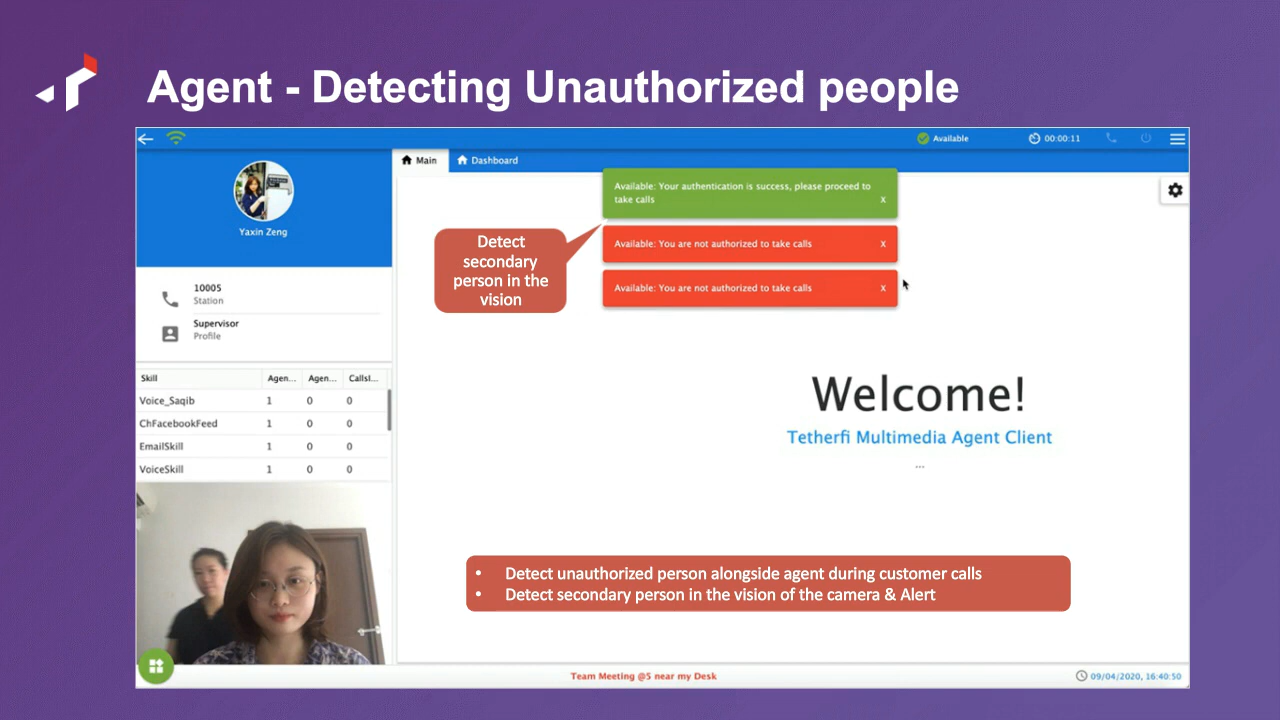 Agent - Detecting Unauthorized people
Available
00:00:11
Main
Dashboard
Yaxin Zeng
Available: Your authentication is success, please proceed to
take calls
X
Available: You are not authorized to take calls
X
Available: You are not authorized to take calls
X
Detect
secondary
person in the
vision
10005
Station
Supervisor
Profile
Skill Agen... Agen... CallsI...
Voice_Saqib 1 0 0
ChFacebookFeed 1 0 0
EmailSkill 1 0 0
VoiceSkill 1 0 0
Welcome!
Tetherfi Multimedia Agent Client
...
• Detect unauthorized person alongside agent during customer calls
• Detect secondary person in the vision of the camera & Alert
Team Meeting @5 near my Desk
09/04/2020, 16:40:50